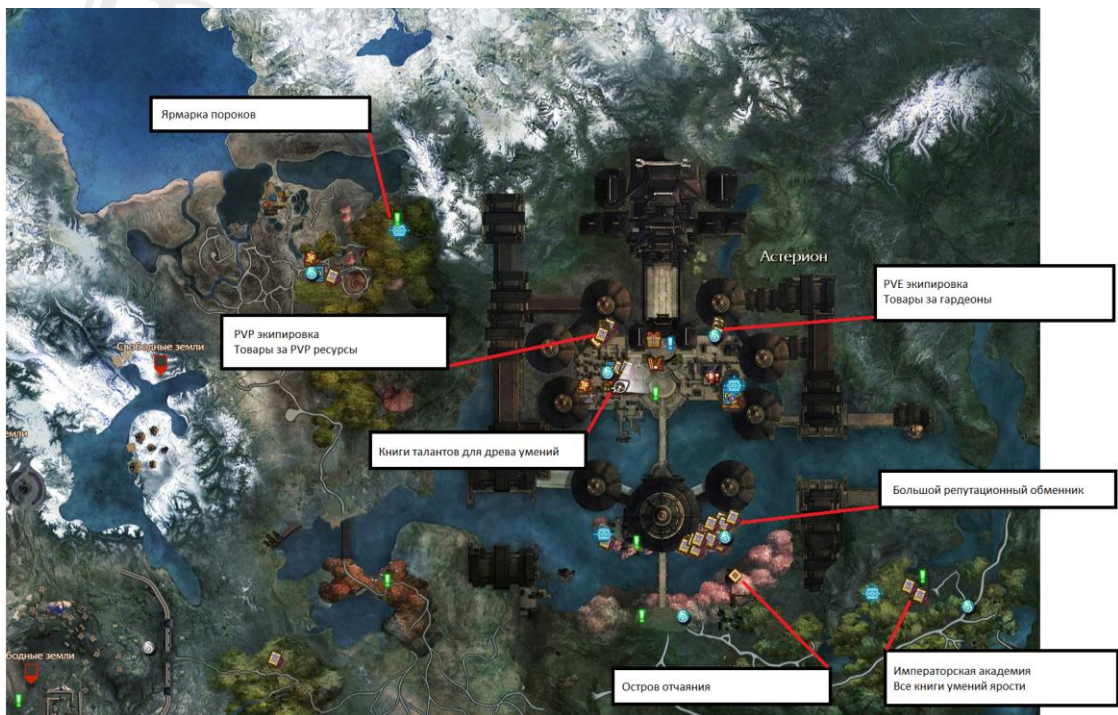 Ярмарка пороков
Астерион
PVE экипировка
Товары за гардеоны
PVP экипировка
Товары за PVP ресурсы
Свободные земли
Книги талантов для древа умений
Большой репутационный обменник
Остров отчаяния
Императорская академия
Все книги умений ярости